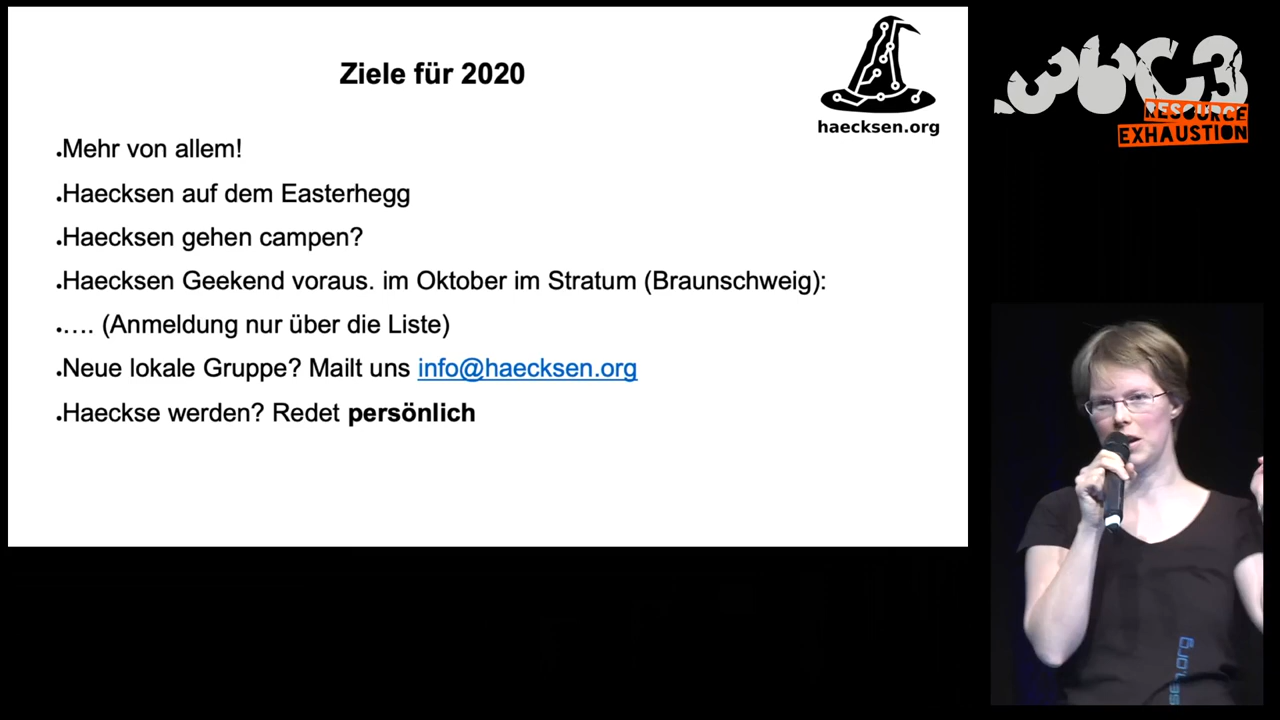 Ziele für 2020
haecksen.org
.Mehr von allem!
.Haecksen auf dem Easterhegg
.Haecksen gehen campen?
.Haecksen Geekend voraus. im Oktober im Stratum (Braunschweig):
.…. (Anmeldung nur über die Liste)
.Neue lokale Gruppe? Mailt uns info@haecksen.org
.Haeckse werden? Redet persönlich
36C3
RESOURCE
EXHAUSTION
sen.org